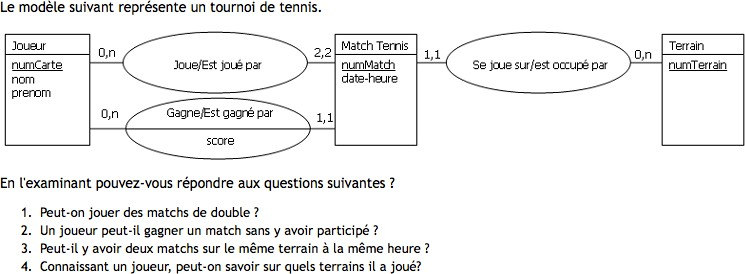 Le modèle suivant représente un tournoi de tennis.
Joueur
numCarte
nom
prenom
0,n
Joue/Est joué par
2,2
Match Tennis
numMatch
date-heure
1,1
Se joue sur/est occupé par
0,n
Terrain
numTerrain
0,n
Gagne/Est gagné par
score
1,1
En l'examinant pouvez-vous répondre aux questions suivantes ?
1. Peut-on jouer des matchs de double ?
2. Un joueur peut-il gagner un match sans y avoir participé ?
3. Peut-il y avoir deux matchs sur le même terrain à la même heure ?
4. Connaissant un joueur, peut-on savoir sur quels terrains il a joué?